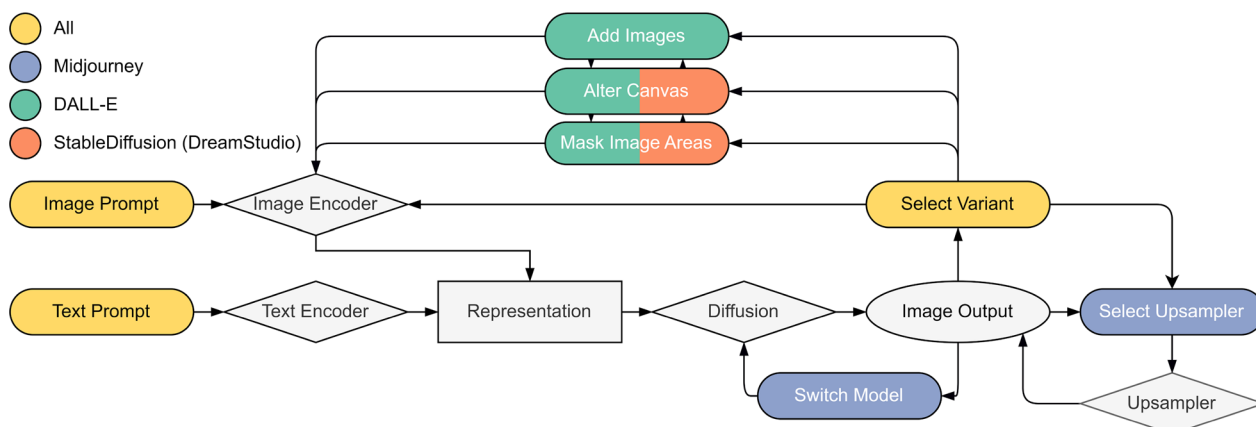 All
Midjourney
DALL-E
StableDiffusion (DreamStudio)
Add Images
Alter Canvas
Mask Image Areas
Image Prompt
Image Encoder
Select Variant
Text Prompt
Text Encoder
Representation
Diffusion
Image Output
Select Upsampler
Switch Model
Upsampler